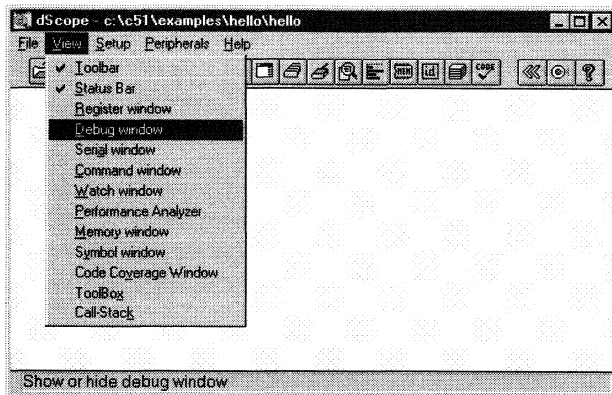 dScope - c:\c51\examples\hello\hello
File View Setup Peripherals Help
Toolbar
Status Bar
Register window
Debug window
Serial window
Command window
Watch window
Performance Analyzer
Memory window
Symbol window
Code Coverage Window
ToolBox
Call-Stack
Show or hide debug window